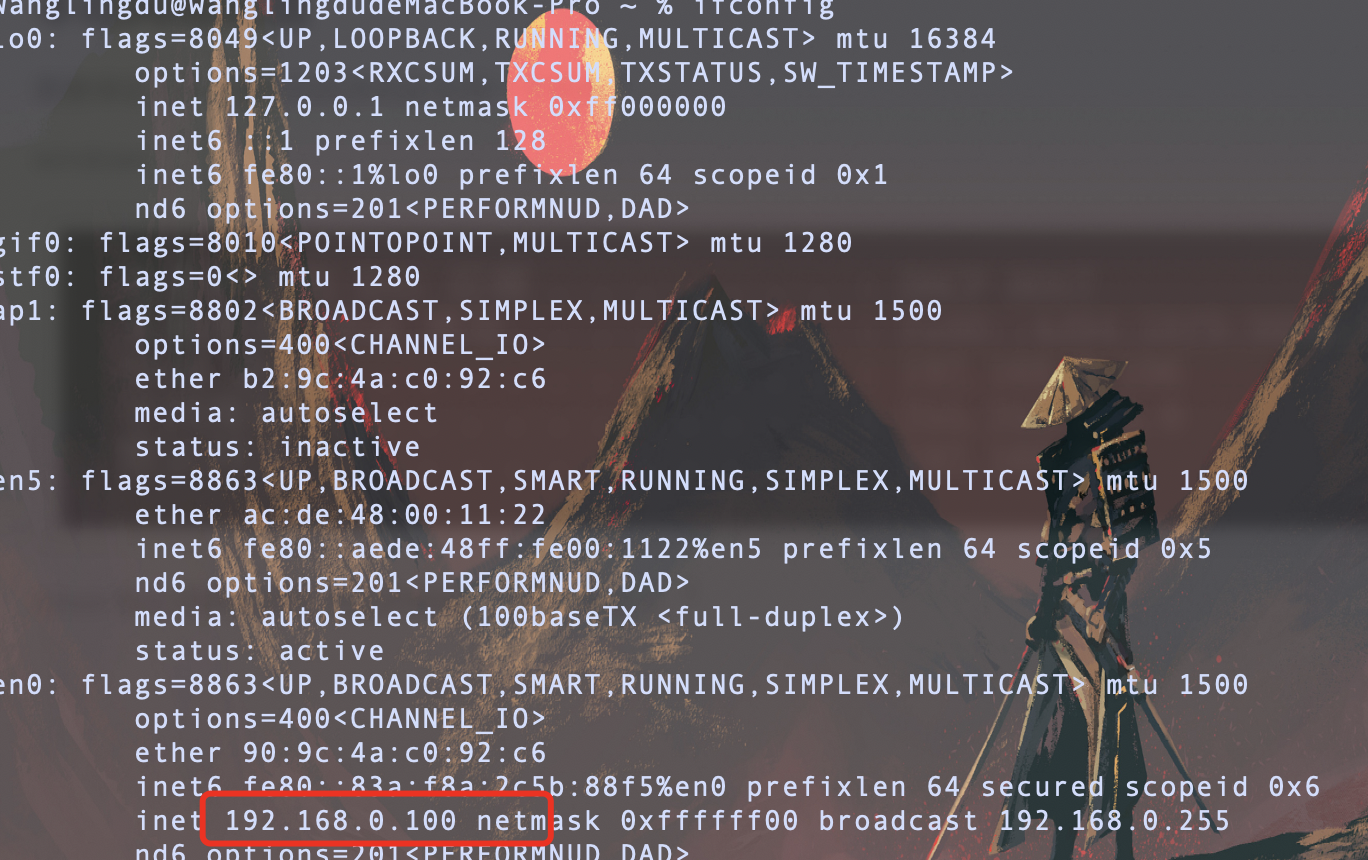 wanglingdu@wanglingdudeMacBook-Pro ~ % ifconfig
lo0: flags=8049<UP,LOOPBACK,RUNNING,MULTICAST> mtu 16384
options=1203<RXCSUM,TXCSUM,TXSTATUS,SW_TIMESTAMP>
inet 127.0.0.1 netmask 0xff000000
inet6 ::1 prefixlen 128
inet6 fe80::1%lo0 prefixlen 64 scopeid 0x1
nd6 options=201<PERFORMNUD,DAD>
gif0: flags=8010<POINTOPOINT,MULTICAST> mtu 1280
stf0: flags=0<> mtu 1280
ap1: flags=8802<BROADCAST,SIMPLEX,MULTICAST> mtu 1500
options=400<CHANNEL_IO>
ether b2:9c:4a:c0:92:c6
media: autoselect
status: inactive
en5: flags=8863<UP,BROADCAST,SMART,RUNNING,SIMPLEX,MULTICAST> mtu 1500
ether ac:de:48:00:11:22
inet6 fe80::aede:48ff:fe00:1122%en5 prefixlen 64 scopeid 0x5
nd6 options=201<PERFORMNUD,DAD>
media: autoselect (100baseTX <full-duplex>)
status: active
en0: flags=8863<UP,BROADCAST,SMART,RUNNING,SIMPLEX,MULTICAST> mtu 1500
options=400<CHANNEL_IO>
ether 90:9c:4a:c0:92:c6
inet6 fe80::83a:f8a:2c5b:88f5%en0 prefixlen 64 secured scopeid 0x6
inet 192.168.0.100 netmask 0xffffff00 broadcast 192.168.0.255
nd6 options=201<PERFORMNUD,DAD>